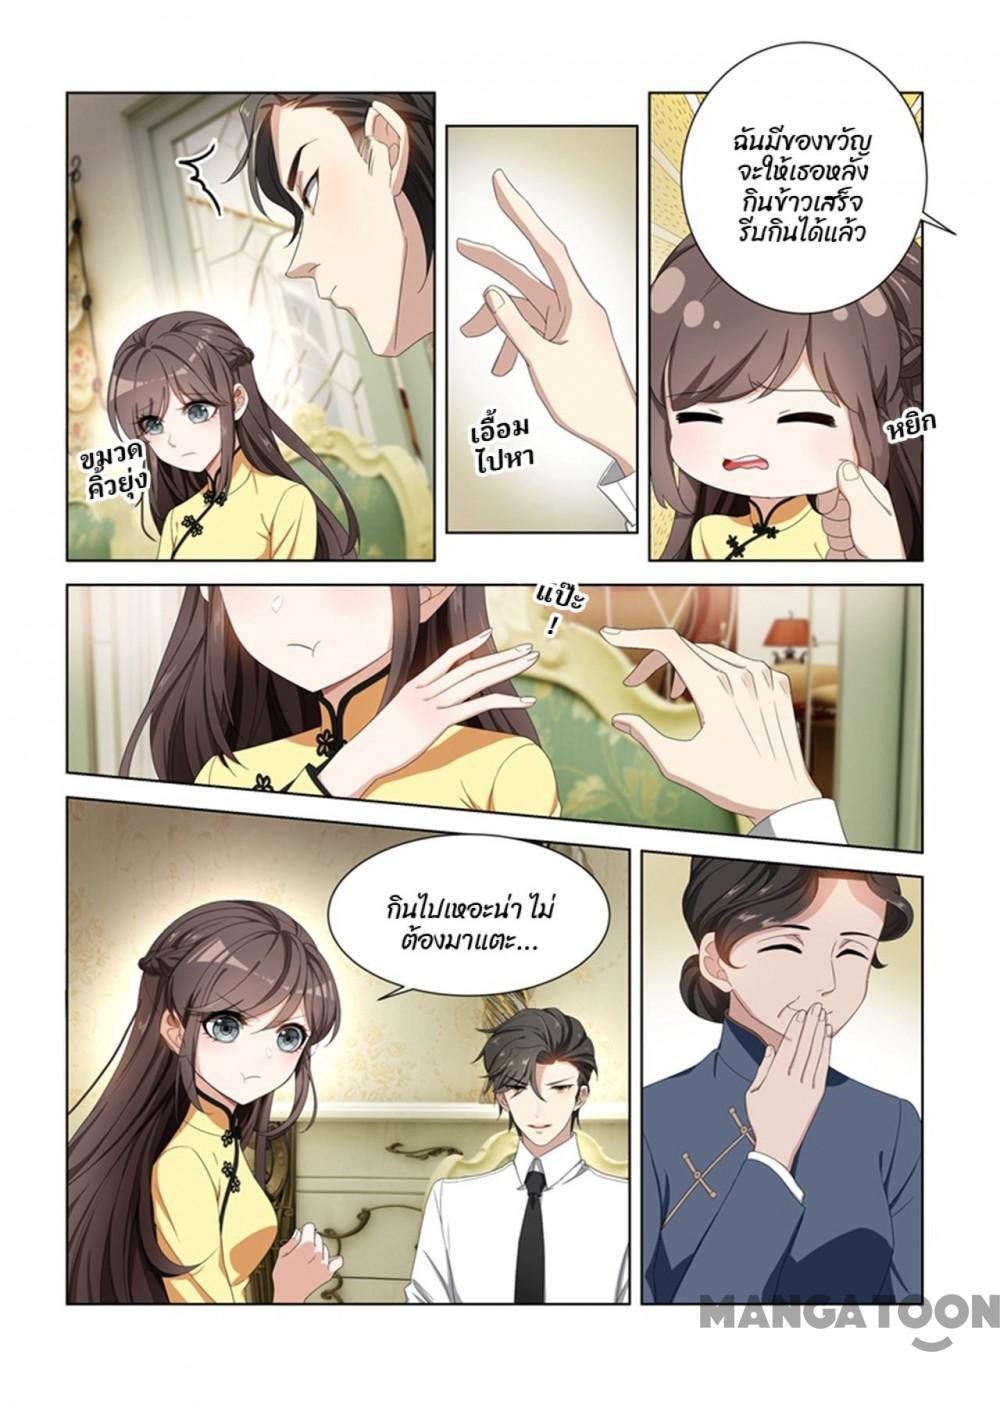 ขมวด
คิ้วยุ่ง
เอื้อม
ไปหา
ฉันมีของขวัญ
จะให้เธอหลัง
กินข้าวเสร็จ
รีบกินได้แล้ว
หยิก
แป๊ะ
!
กินไปเหอะน่า ไม่
ต้องมาแตะ...
MANGATOON